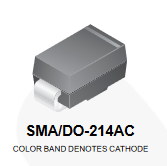 SMA/DO-214AC
COLOR BAND DENOTES CATHODE